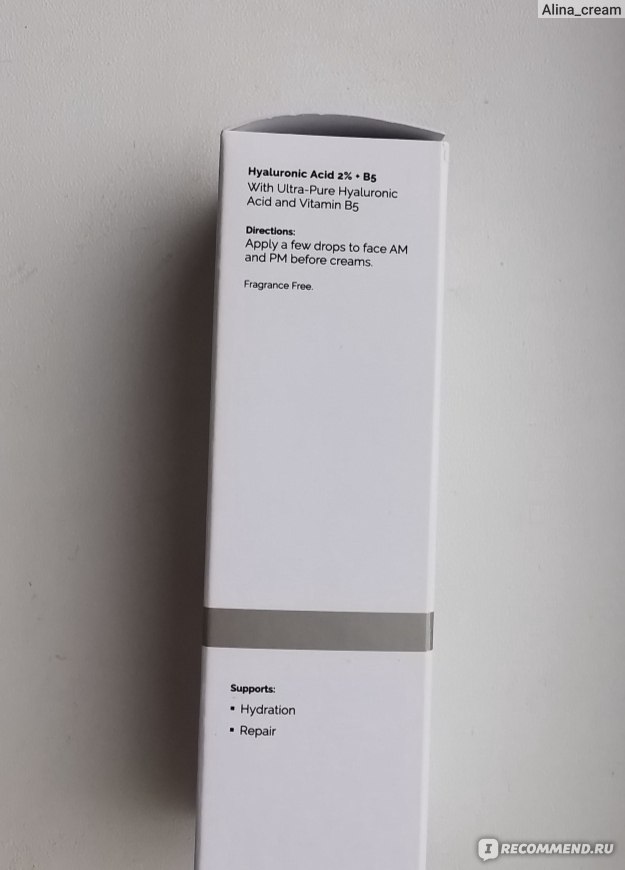 Alina_cream
Hyaluronic Acid 2% + B5
With Ultra-Pure Hyaluronic
Acid and Vitamin B5
Directions:
Apply a few drops to face AM
and PM before creams.
Fragrance Free.
Supports:
▪ Hydration
▪ Repair
IRECOMMEND.RU